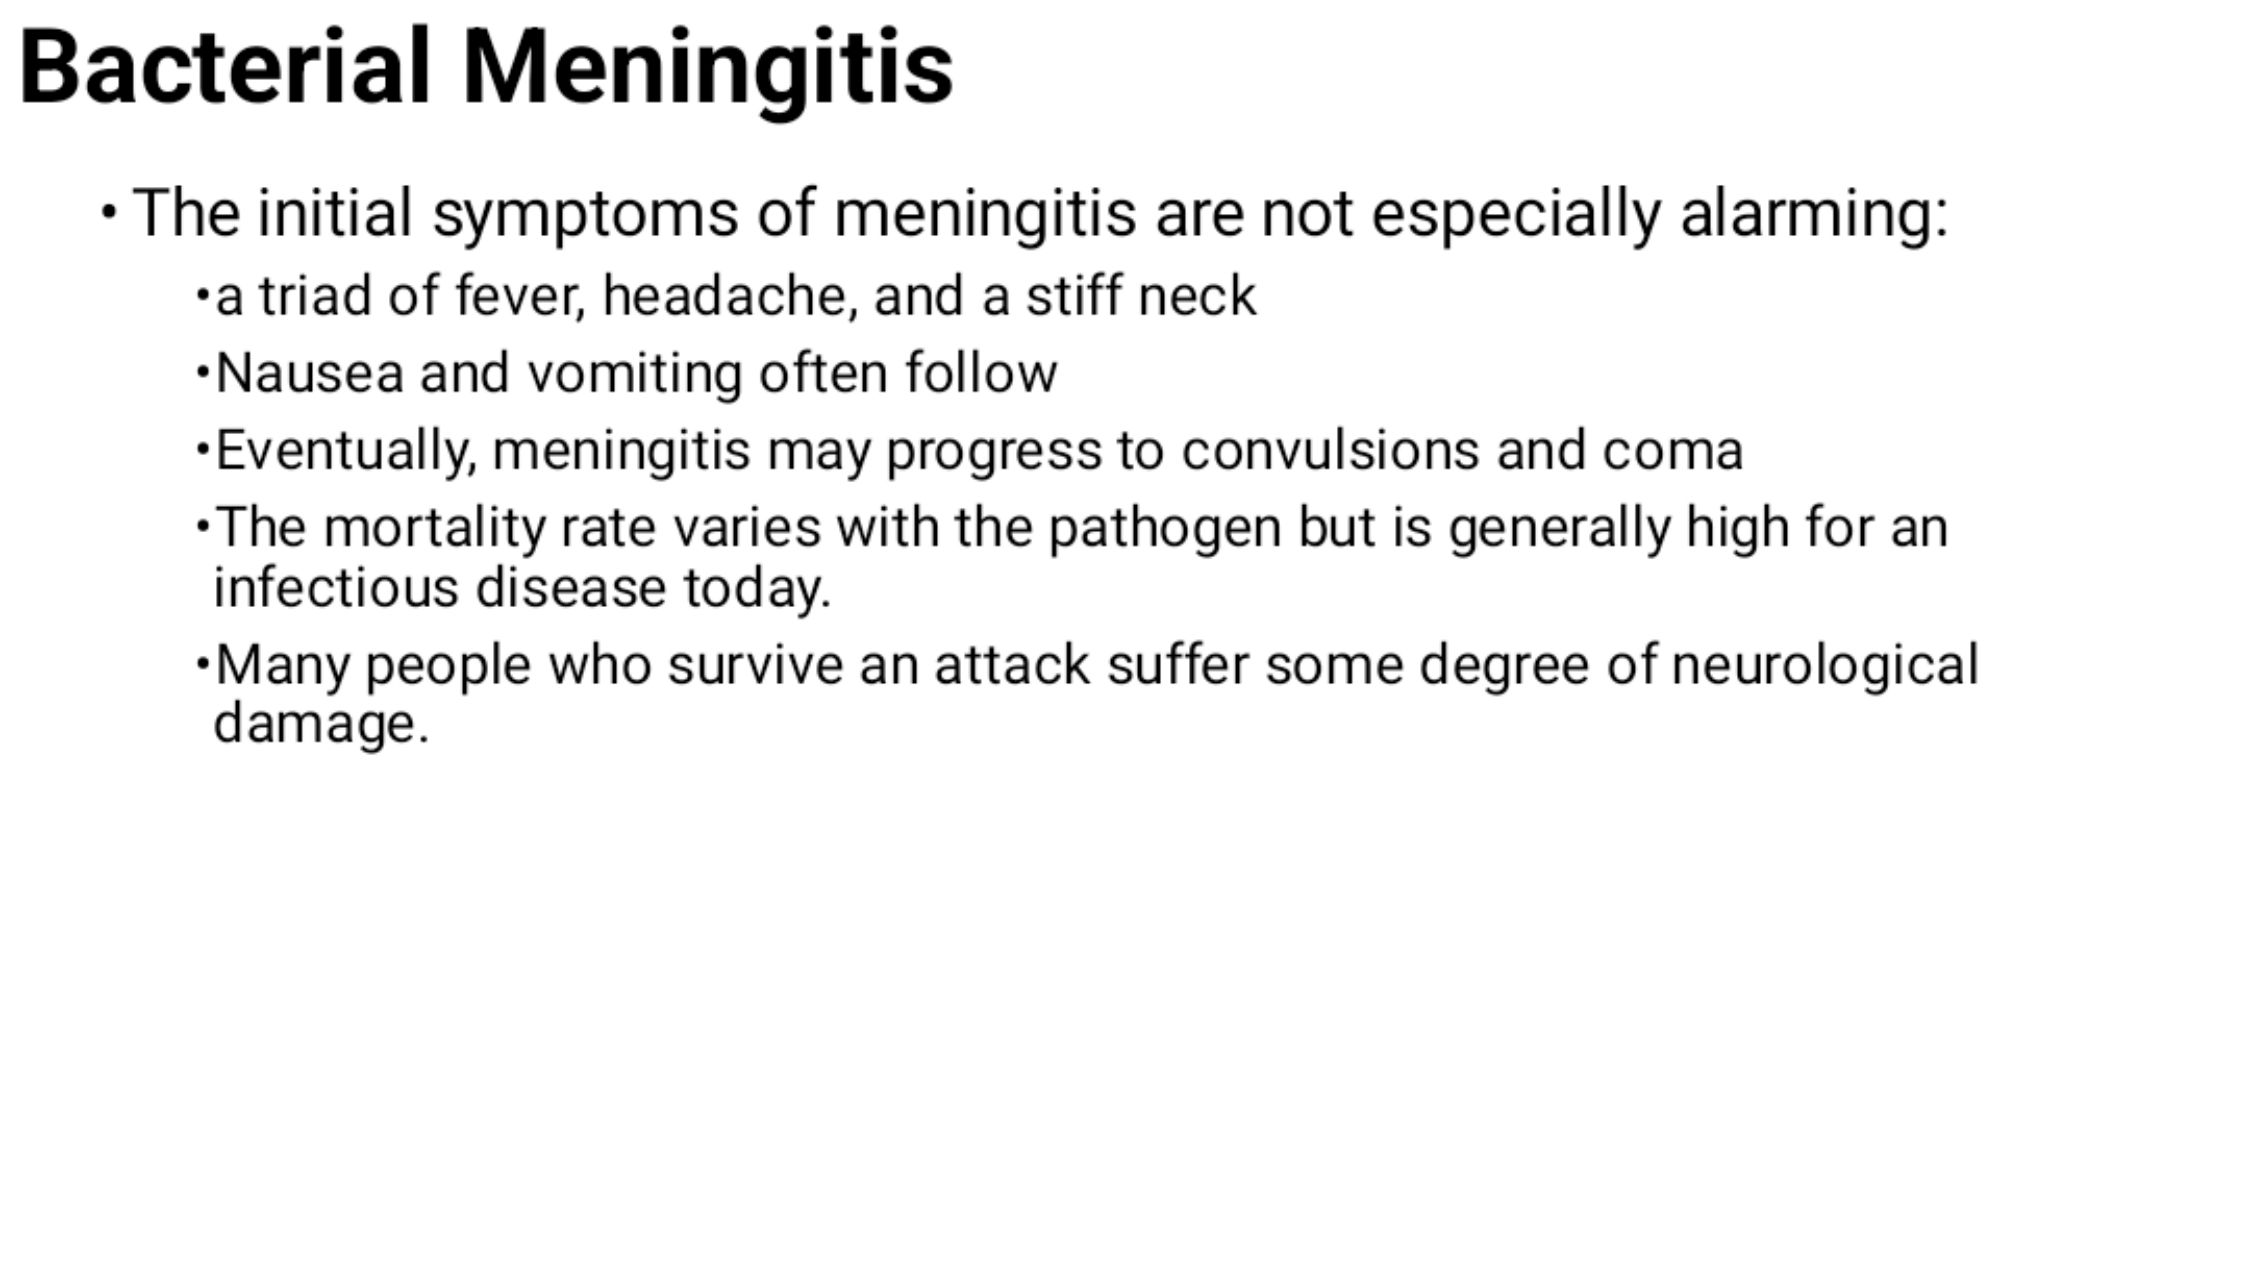 Bacterial Meningitis
• The initial symptoms of meningitis are not especially alarming:
•a triad of fever, headache, and a stiff neck
•Nausea and vomiting often follow
•Eventually, meningitis may progress to convulsions and coma
•The mortality rate varies with the pathogen but is generally high for an
infectious disease today.
•Many people who survive an attack suffer some degree of neurological
damage.